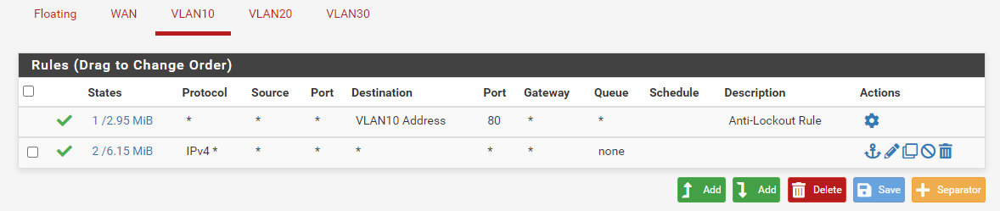 Floating WAN VLAN10 VLAN20 VLAN30
Rules (Drag to Change Order)
States Protocol Source Port Destination Port Gateway Queue Schedule Description Actions
1 /2.95 MiB * * * VLAN10 Address 80 * * Anti-Lockout Rule
2 /6.15 MiB IPv4 * * * * * * none
Add Add Delete Save Separator